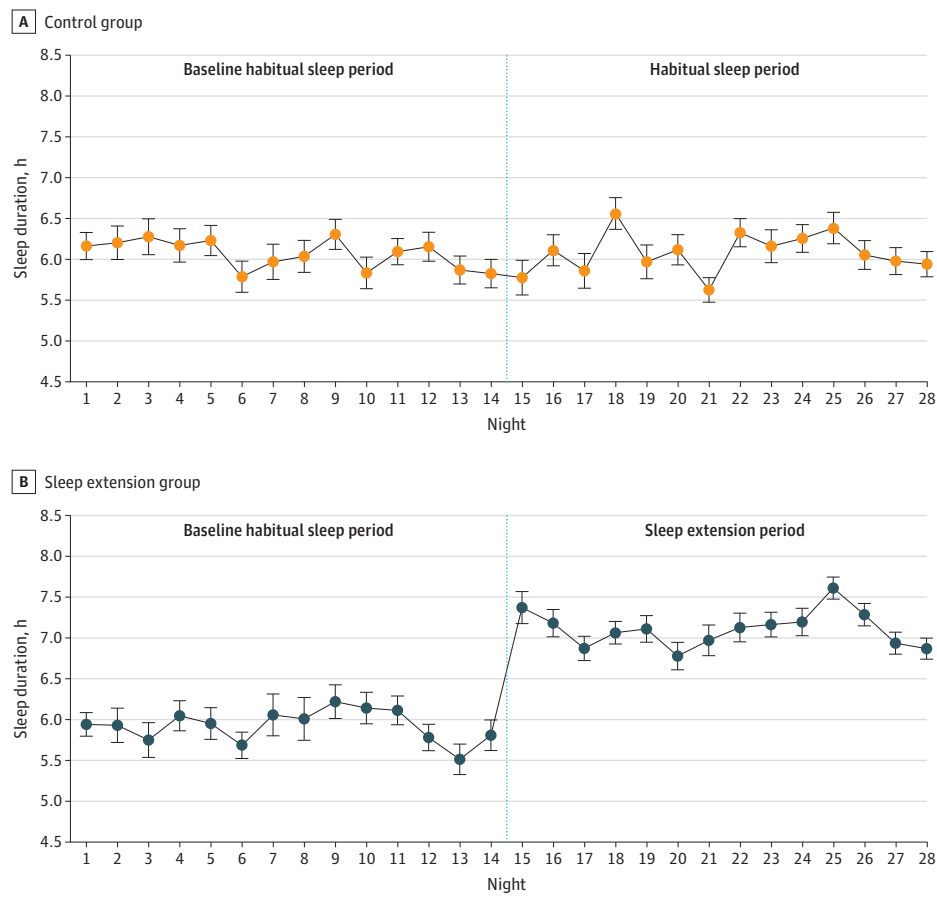 A Control group
8.5
Baseline habitual sleep period Habitual sleep period
8.0
7.5
7.0
6.5
6.0
5.5
5.0
4.5
Sleep duration, h
1 2 3 4 5 6 7 8 9 10 11 12 13 14 15 16 17 18 19 20 21 22 23 24 25 26 27 28
Night
B Sleep extension group
8.5
Baseline habitual sleep period Sleep extension period
8.0
7.5
7.0
6.5
6.0
5.5
5.0
4.5
Sleep duration, h
1 2 3 4 5 6 7 8 9 10 11 12 13 14 15 16 17 18 19 20 21 22 23 24 25 26 27 28
Night